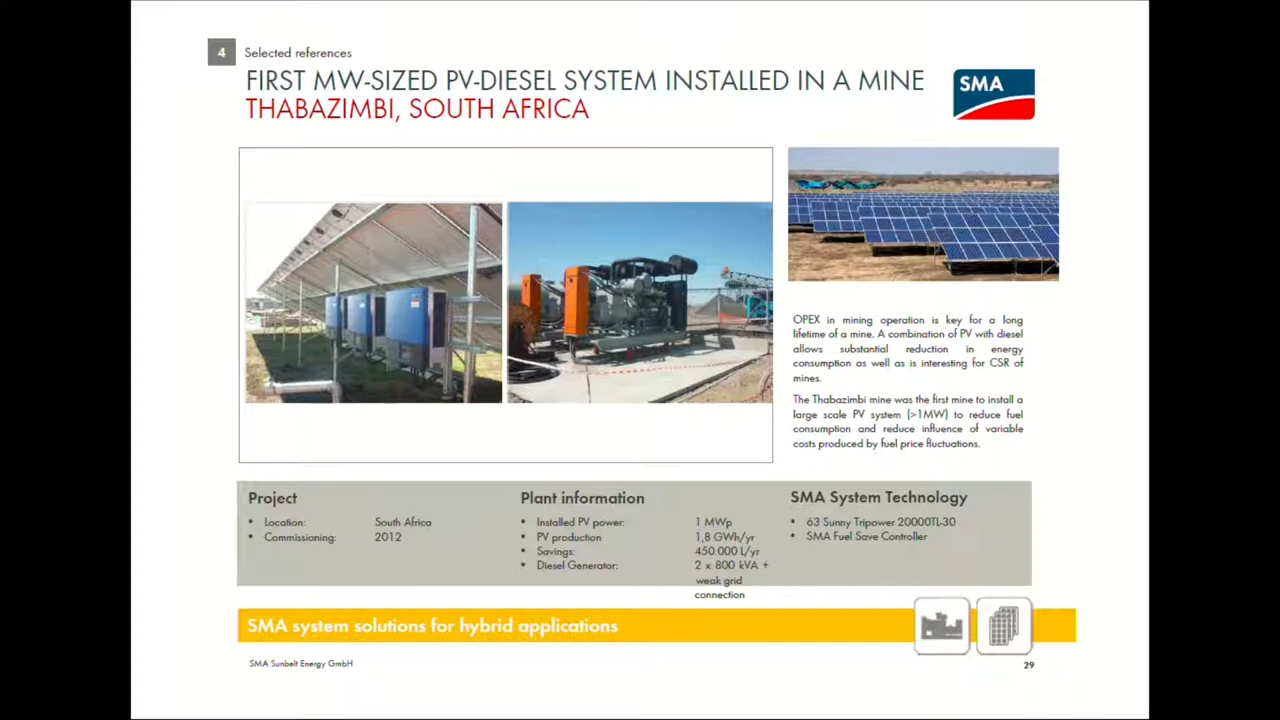 4 Selected references
FIRST MW-SIZED PV-DIESEL SYSTEM INSTALLED IN A MINE
THABAZIMBI, SOUTH AFRICA
SMA
OPEX in mining operation is key for a long
lifetime of a mine. A combination of PV with diesel
allows substantial reduction in energy
consumption as well as is interesting for CSR of
mines.
The Thabazimbi mine was the first mine to install a
large scale PV system (>1MW) to reduce fuel
consumption and reduce influence of variable
costs produced by fuel price fluctuations.
Project
• Location: South Africa
• Commissioning: 2012
Plant information
• Installed PV power: 1 MWp
• PV production 1,8 GWh/yr
• Savings: 450.000 L/yr
• Diesel Generator: 2 x 800 kVA +
weak grid
connection
SMA System Technology
• 63 Sunny Tripower 20000TL-30
• SMA Fuel Save Controller
SMA system solutions for hybrid applications
SMA Sunbelt Energy GmbH
29